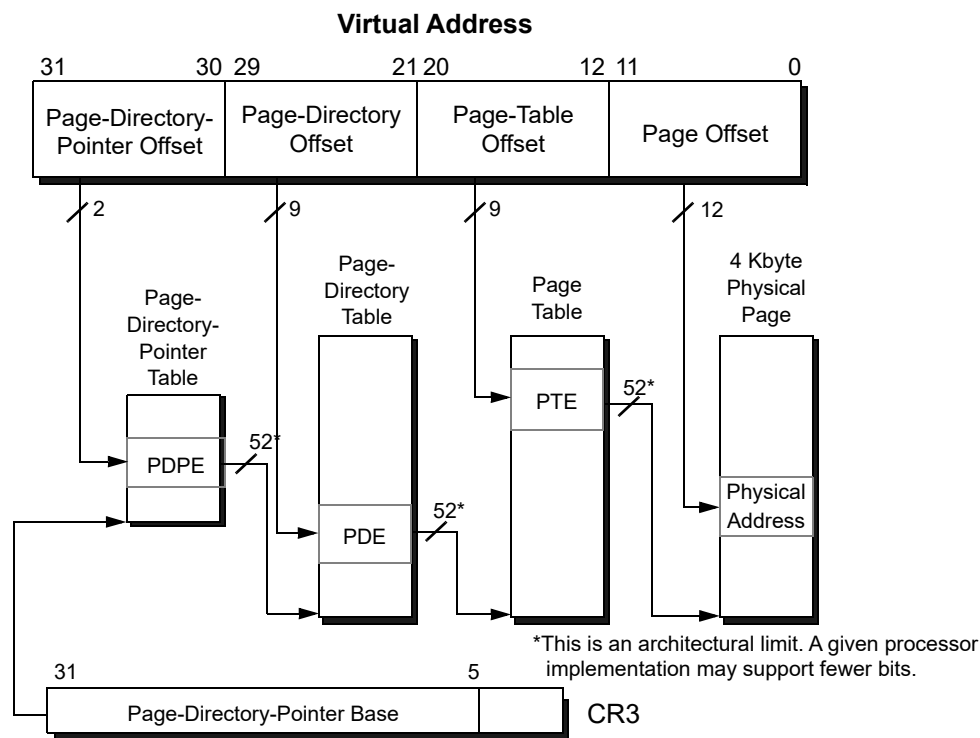 Virtual Address
31 30 29 21 20 12 11 0
Page-Directory-
Pointer Offset
Page-Directory
Offset
Page-Table
Offset
Page Offset
2
9
9
12
Page-
Directory-
Pointer
Table
Page-
Directory
Table
Page
Table
4 Kbyte
Physical
Page
PDPE
52*
PDE
52*
PTE
52*
Physical
Address
*This is an architectural limit. A given processor
implementation may support fewer bits.
31 5
Page-Directory-Pointer Base
CR3